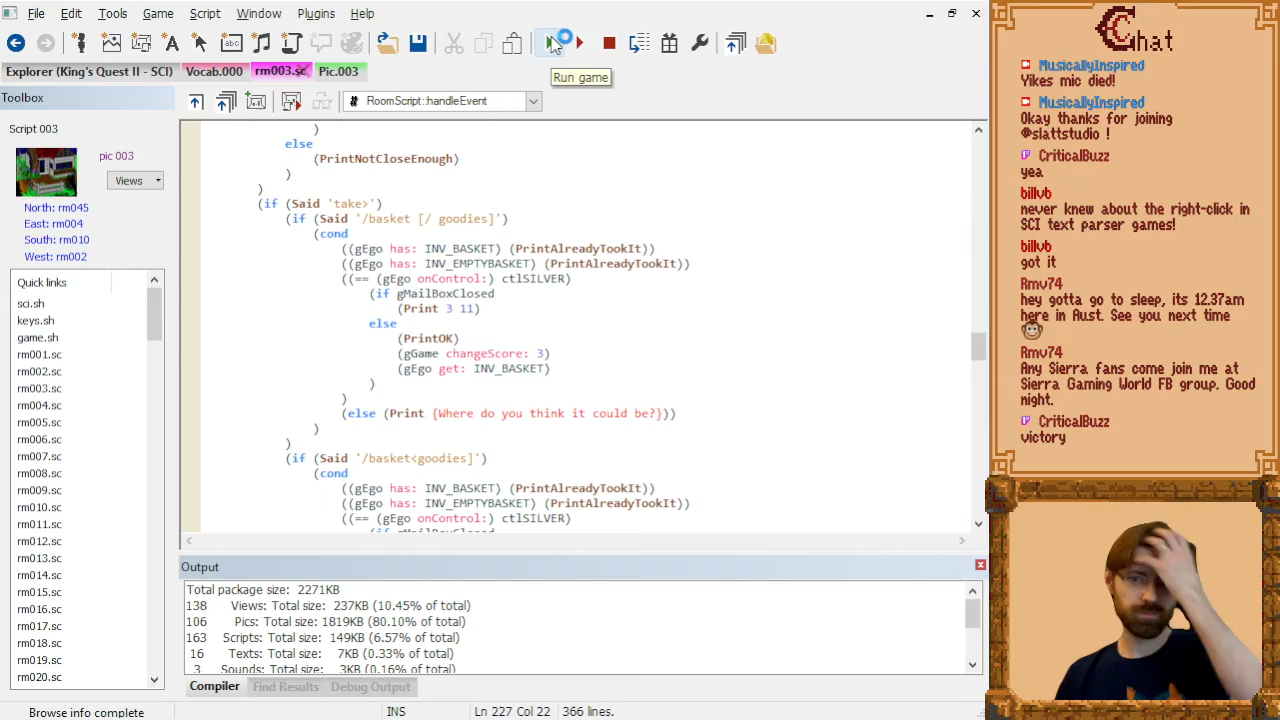 File Edit Tools Game Script Window Plugins Help
Explorer (King's Quest II - SCI) Vocab.000 rm003.sc Pic.003
Run game
Toolbox
RoomScript::handleEvent
Script 003
pic 003
Views
North: rm045
East: rm004
South: rm010
West: rm002
Quick links
sci.sh
keys.sh
game.sh
rm001.sc
rm002.sc
rm003.sc
rm004.sc
rm005.sc
rm006.sc
rm007.sc
rm008.sc
rm009.sc
rm010.sc
rm011.sc
rm012.sc
rm013.sc
rm014.sc
rm015.sc
rm016.sc
rm017.sc
rm018.sc
rm019.sc
rm020.sc
)
else
(PrintNotCloseEnough)
)
)
(if (Said 'take>')
(if (Said '/basket [/ goodies]')
(cond
((gEgo has: INV_BASKET) (PrintAlreadyTookIt))
((gEgo has: INV_EMPTYBASKET) (PrintAlreadyTookIt))
((== (gEgo onControl:) ctlSILVER)
(if gMailBoxClosed
(Print 3 11)
else
(PrintOK)
(gGame changeScore: 3)
(gEgo get: INV_BASKET)
)
)
(else (Print {Where do you think it could be?}))
)
)
(if (Said '/basket<goodies]')
(cond
((gEgo has: INV_BASKET) (PrintAlreadyTookIt))
((gEgo has: INV_EMPTYBASKET) (PrintAlreadyTookIt))
((== (gEgo onControl:) ctlSILVER)
(if gMailBoxClosed
Output
Total package size: 2271KB
138 Views: Total size: 237KB (10.45% of total)
106 Pics: Total size: 1819KB (80.10% of total)
163 Scripts: Total size: 149KB (6.57% of total)
16 Texts: Total size: 7KB (0.33% of total)
3 Sounds: Total size: 3KB (0.16% of total)
Compiler Find Results Debug Output
Browse info complete INS Ln 227 Col 22 366 lines.
Chat
MusicallyInspired
Yikes mic died!
MusicallyInspired
Okay thanks for joining
@slattstudio !
CriticalBuzz
yea
billvb
never knew about the right-click in
SCI text parser games!
billvb
got it
Rmv74
hey gotta go to sleep, its 12.37am
here in Aust. See you next time
Rmv74
Any Sierra fans come join me at
Sierra Gaming World FB group. Good
night.
CriticalBuzz
victory